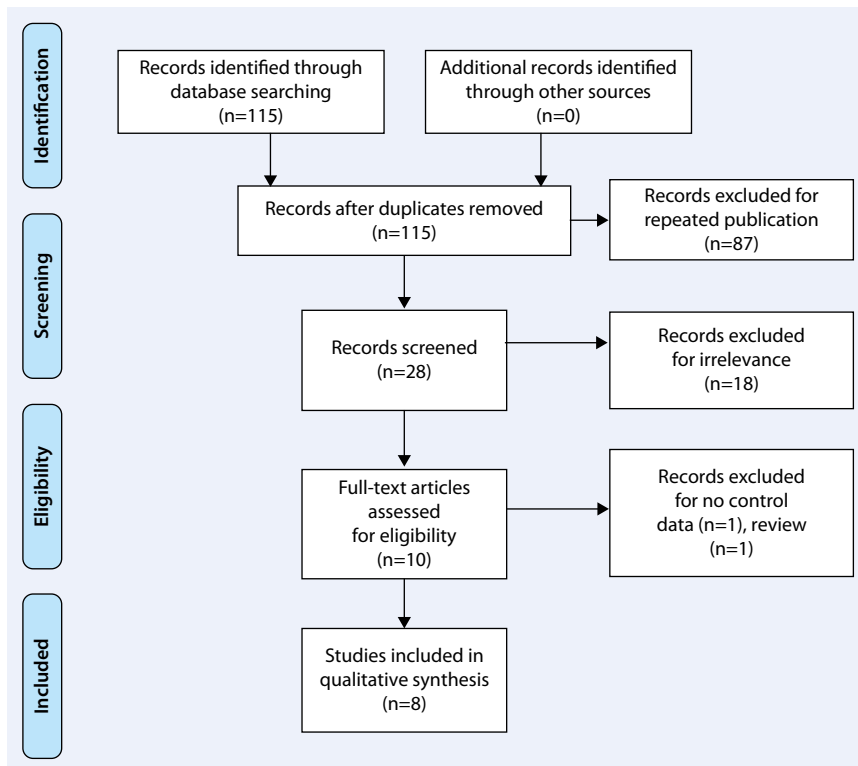 Identification
Records identified through
database searching
(n=115)
Additional records identified
through other sources
(n=0)
Records after duplicates removed
(n=115)
Records excluded for
repeated publication
(n=87)
Screening
Records screened
(n=28)
Records excluded
for irrelevance
(n=18)
Eligibility
Full-text articles
assessed
for eligibility
(n=10)
Records excluded
for no control
data (n=1), review
(n=1)
Included
Studies included in
qualitative synthesis
(n=8)